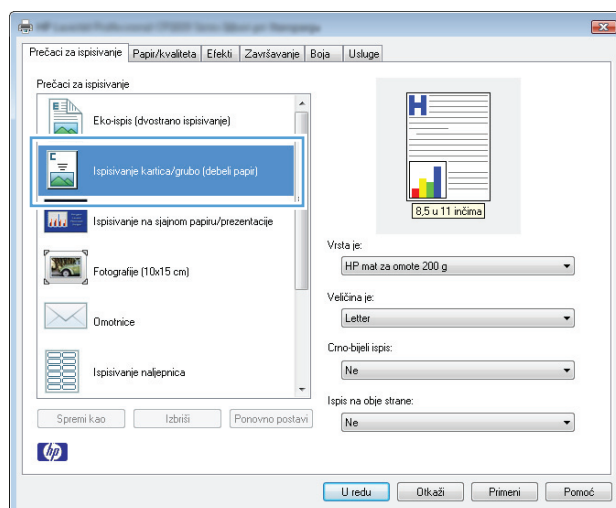 Prečaci za ispisivanje
Papir/kvaliteta
Efekti
Završavanje
Boja
Usluge
Prečaci za ispisivanje
Eko-ispis (dvostrano ispisivanje)
Ispisivanje kartica/grubo (debeli papir)
Ispisivanje na sjajnom papiru/prezentacije
Fotografije (10x15 cm)
Omotnice
Ispisivanje naljepnica
Spremi kao
Izbriši
Ponovno postavi
hp
H
8,5 u 11 inčima
Vrsta je:
HP mat za omote 200 g
Veličina je:
Letter
Crno-bijeli ispis:
Ne
Ispis na obje strane:
Ne
U redu
Otkaži
Primeni
Pomoć